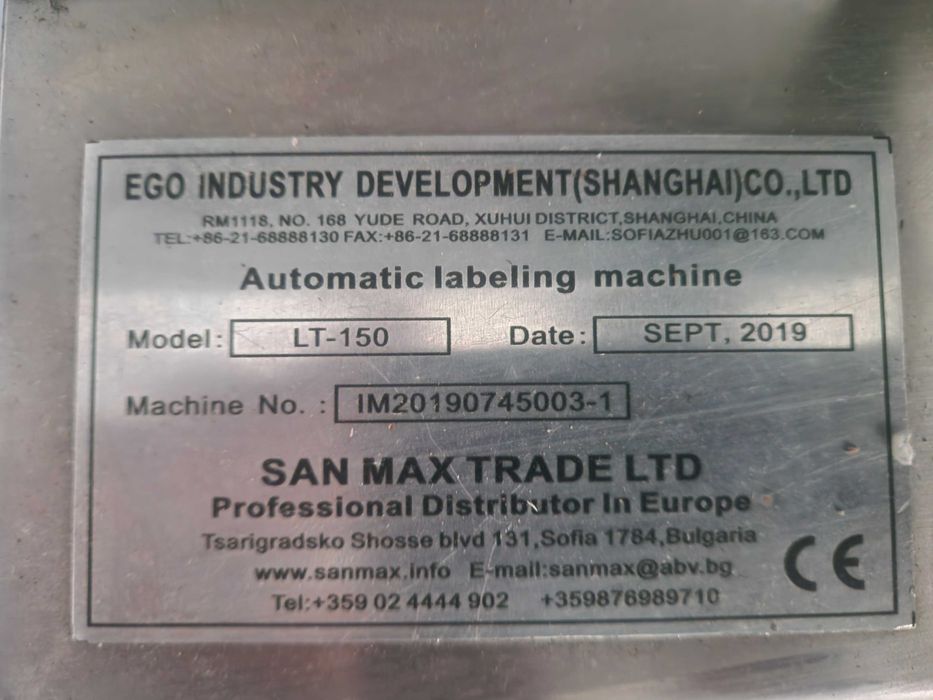 EGO INDUSTRY DEVELOPMENT(SHANGHAI)CO.,LTD
RM1118, NO. 168 YUDE ROAD, XUHUI DISTRICT,SHANGHAI,CHINA
TEL:+86-21-68888130 FAX:+86-21-68888131 E-MAIL:SOFIAZHU001@163.COM
Automatic labeling machine
Model: LT-150 Date: SEPT, 2019
Machine No. : IM20190745003-1
SAN MAX TRADE LTD
Professional Distributor In Europe
Tsarigradsko Shosse blvd 131,Sofia 1784,Bulgaria
www.sanmax.info E-mail:sanmax@abv.bg
Tel:+359 02 4444 902 +359876989710
CE